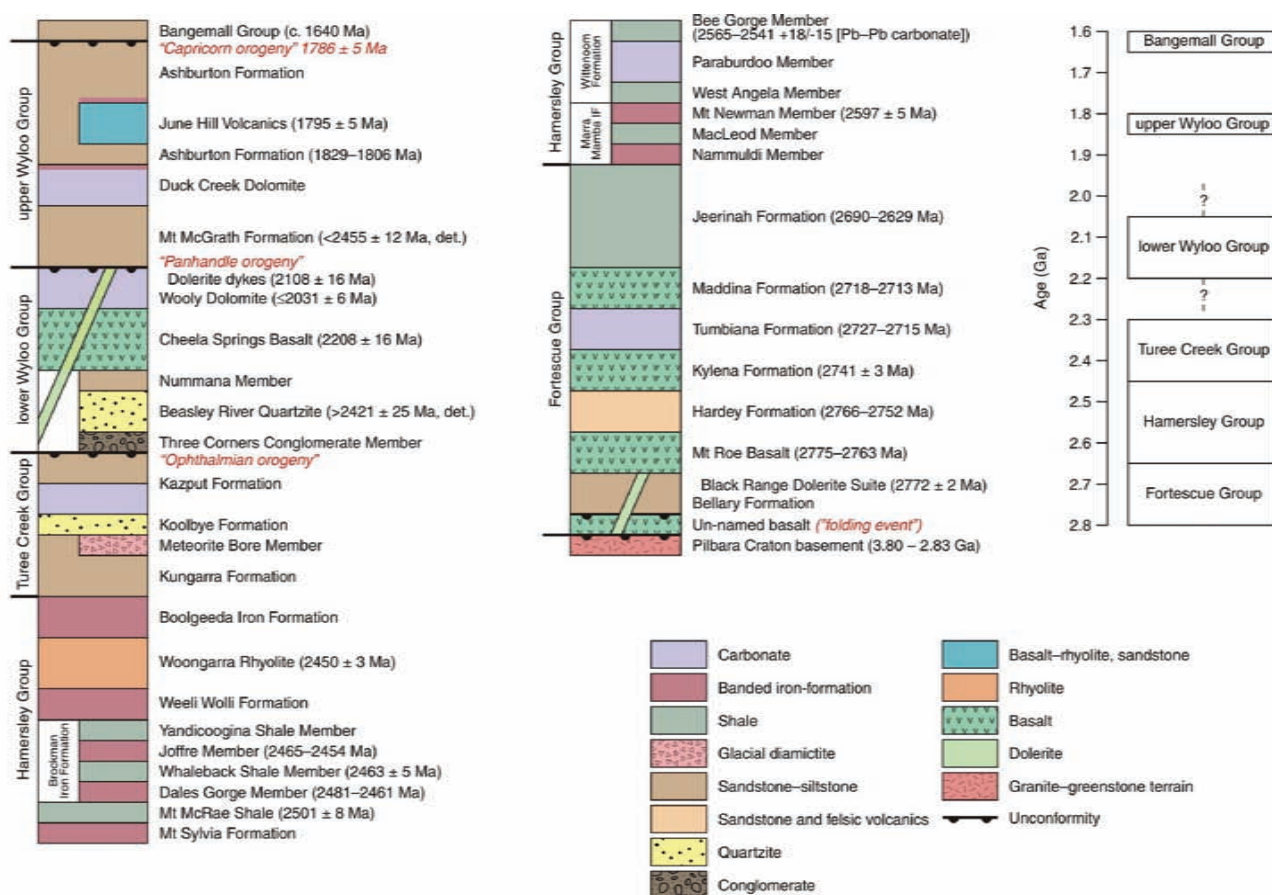 Bangemall Group (c. 1640 Ma)
"Capricorn orogeny" 1786 ± 5 Ma
Ashburton Formation
June Hill Volcanics (1795 ± 5 Ma)
Ashburton Formation (1829–1806 Ma)
Duck Creek Dolomite
Mt McGrath Formation (<2455 ± 12 Ma, det.)
"Panhandle orogeny"
Dolerite dykes (2108 ± 16 Ma)
Wooly Dolomite (≤2031 ± 6 Ma)
Cheela Springs Basalt (2208 ± 16 Ma)
Nummana Member
Beasley River Quartzite (>2421 ± 25 Ma, det.)
Three Corners Conglomerate Member
"Ophthalmian orogeny"
Kazput Formation
Koolbye Formation
Meteorite Bore Member
Kungarra Formation
Boolgeeda Iron Formation
Woongarra Rhyolite (2450 ± 3 Ma)
Weeli Wolli Formation
Yandicoogina Shale Member
Joffre Member (2465–2454 Ma)
Whaleback Shale Member (2463 ± 5 Ma)
Dales Gorge Member (2481–2461 Ma)
Mt McRae Shale (2501 ± 8 Ma)
Mt Sylvia Formation
upper Wyloo Group
lower Wyloo Group
Turee Creek Group
Hamersley Group
Brockman
Iron Formation
Bee Gorge Member
(2565–2541 +18/-15 [Pb–Pb carbonate])
Paraburdoo Member
West Angela Member
Mt Newman Member (2597 ± 5 Ma)
MacLeod Member
Nammuldi Member
Jeerinah Formation (2690–2629 Ma)
Maddina Formation (2718–2713 Ma)
Tumbiana Formation (2727–2715 Ma)
Kylena Formation (2741 ± 3 Ma)
Hardey Formation (2766–2752 Ma)
Mt Roe Basalt (2775–2763 Ma)
Black Range Dolerite Suite (2772 ± 2 Ma)
Bellary Formation
Un-named basalt ("folding event")
Pilbara Craton basement (3.80 – 2.83 Ga)
Hamersley Group
Wittenoom
Formation
Marra
Mamba IF
Fortescue Group
Age (Ga)
1.6
1.7
1.8
1.9
2.0
2.1
2.2
2.3
2.4
2.5
2.6
2.7
2.8
Bangemall Group
upper Wyloo Group
?
lower Wyloo Group
?
Turee Creek Group
Hamersley Group
Fortescue Group
Carbonate
Banded iron-formation
Shale
Glacial diamictite
Sandstone–siltstone
Sandstone and felsic volcanics
Quartzite
Conglomerate
Basalt–rhyolite, sandstone
Rhyolite
Basalt
Dolerite
Granite–greenstone terrain
Unconformity